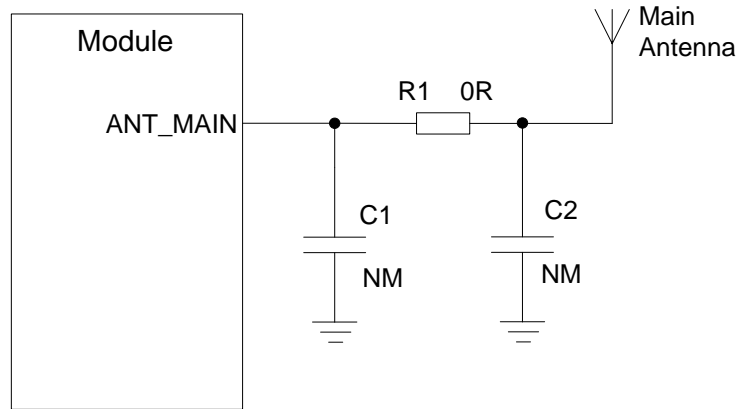 Module
Main
Antenna
R1 0R
ANT_MAIN
C1
NM
C2
NM